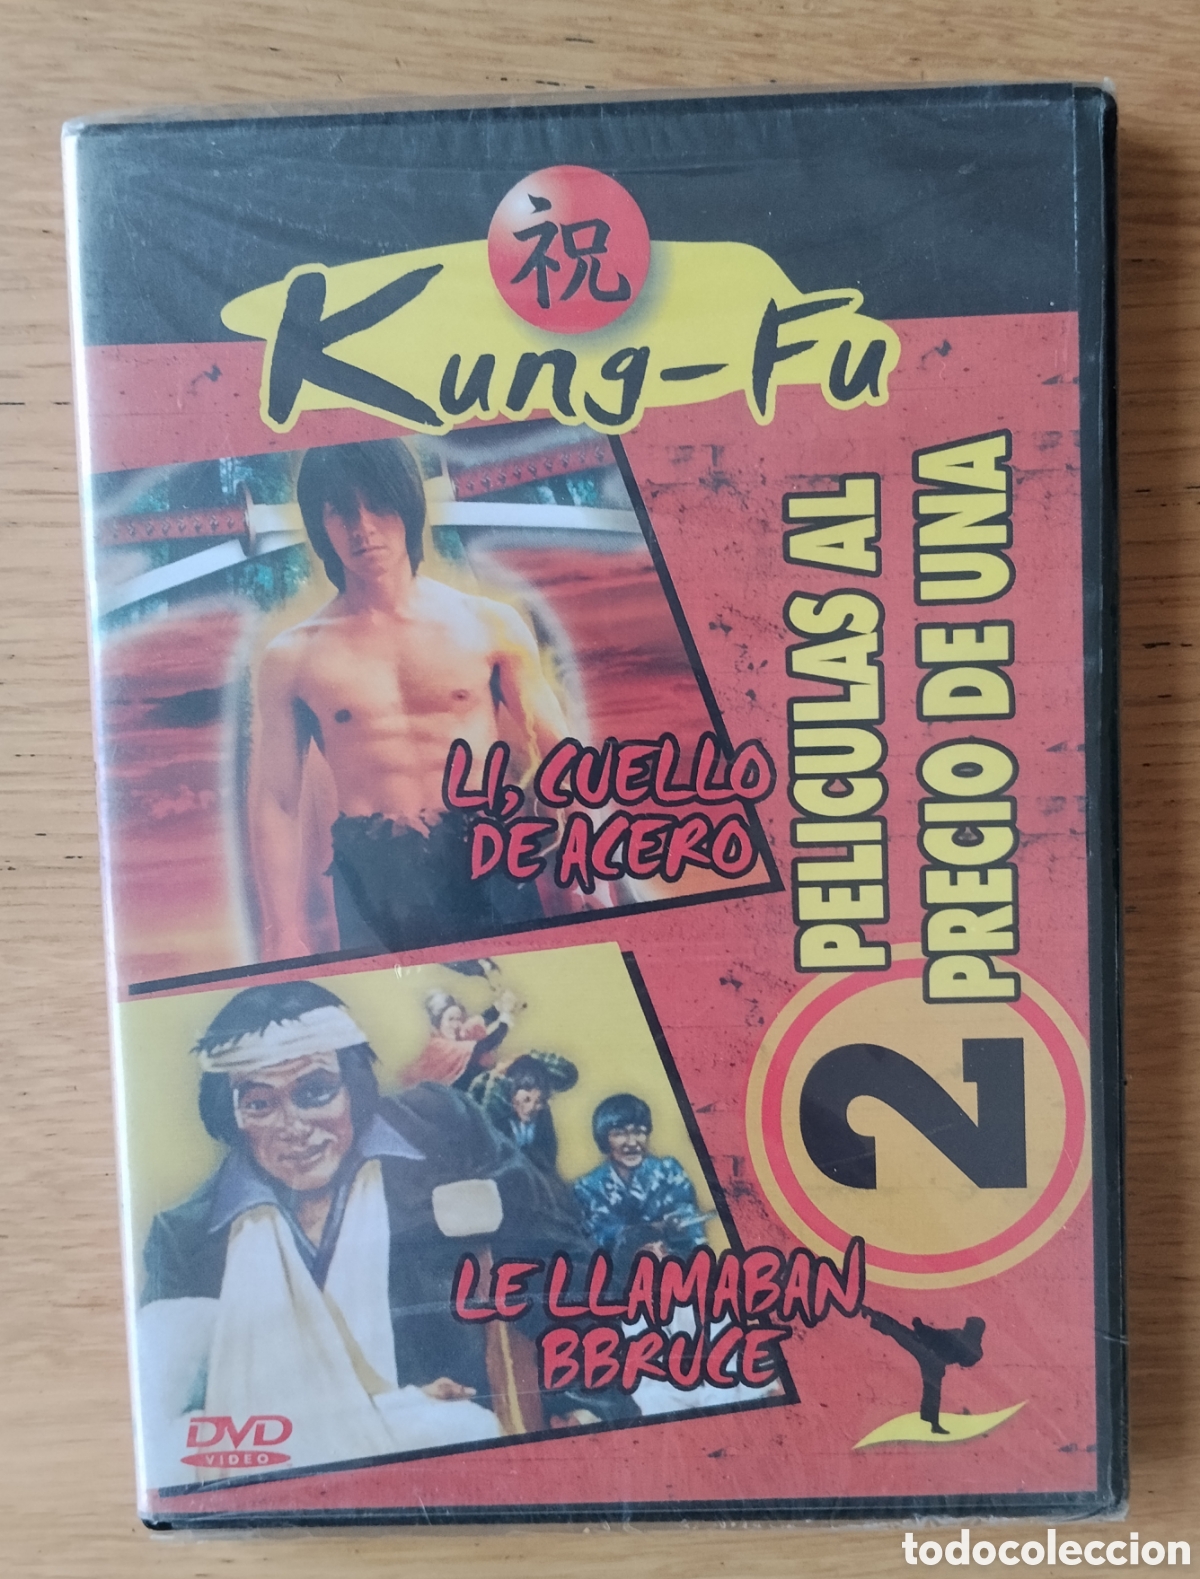 祝
Kung-Fu
LI, CUELLO
DE ACERO
2
PELICULAS AL
PRECIO DE UNA
LE LLAMABAN
BBRUCE
DVD
VIDEO
todocoleccion